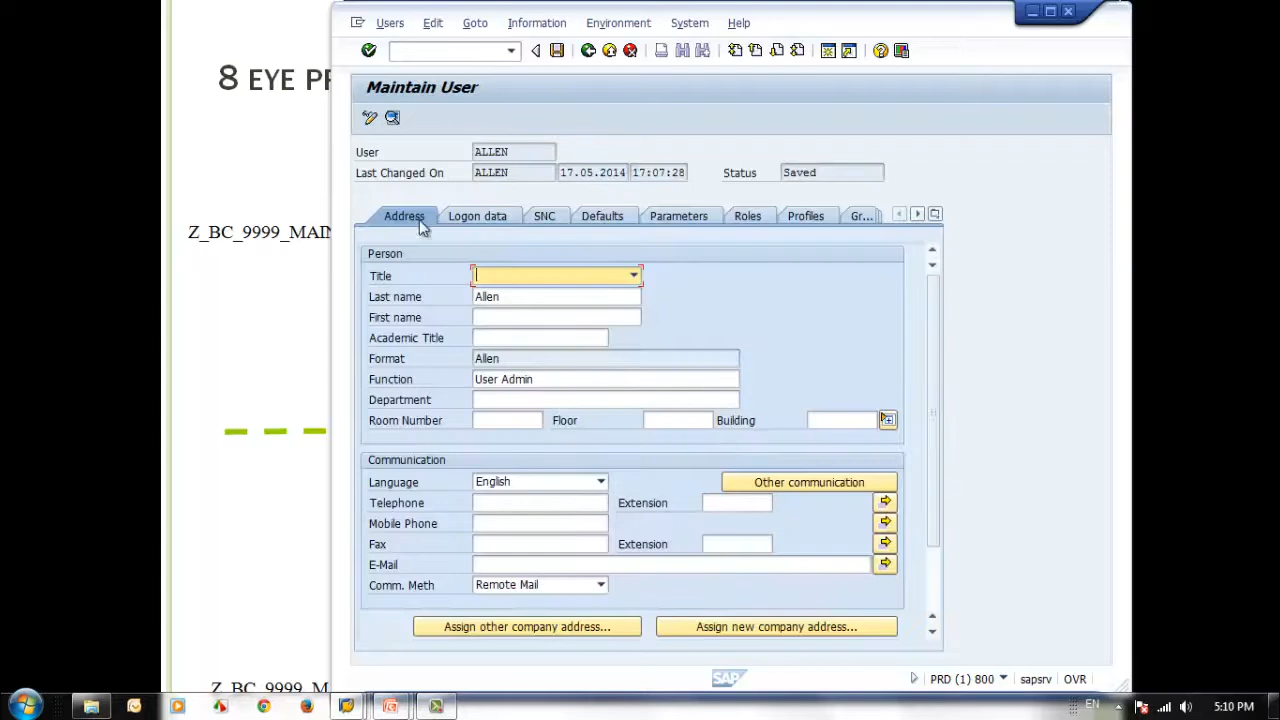 Users Edit Goto Information Environment System Help
8 EYE PR
Maintain User
User ALLEN
Last Changed On ALLEN 17.05.2014 17:07:28 Status Saved
Address Logon data SNC Defaults Parameters Roles Profiles Gr...
Z_BC_9999_MAIN
Person
Title
Last name Allen
First name
Academic Title
Format Allen
Function User Admin
Department
Room Number Floor Building
Communication
Language English Other communication
Telephone Extension
Mobile Phone
Fax Extension
E-Mail
Comm. Meth Remote Mail
Assign other company address... Assign new company address...
SAP PRD (1) 800 sapsrv OVR
Z_BC_9999_M
EN 5:10 PM